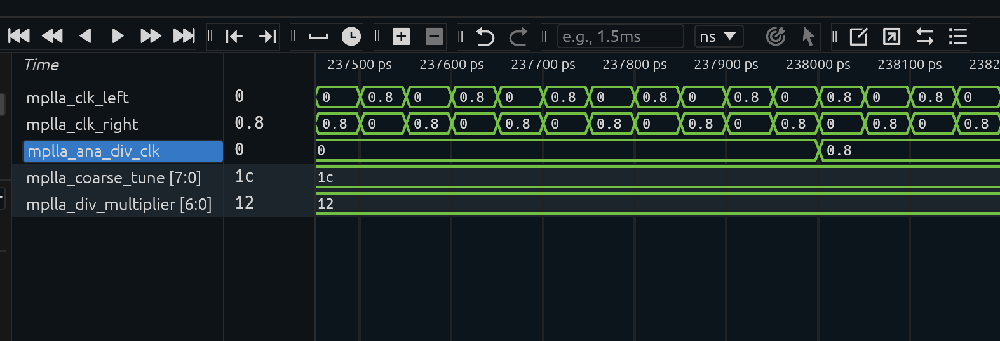 e.g., 1.5ms ns
Time 237500 ps 237600 ps 237700 ps 237800 ps 237900 ps 238000 ps 238100 ps 2382
mplla_clk_left 0 0 0.8 0 0.8 0 0.8 0 0.8 0 0.8 0 0.8 0 0.8 0
mplla_clk_right 0.8 0.8 0 0.8 0 0.8 0 0.8 0 0.8 0 0.8 0 0.8 0 0.8
mplla_ana_div_clk 0 0 0.8
mplla_coarse_tune [7:0] 1c 1c
mplla_div_multiplier [6:0] 12 12